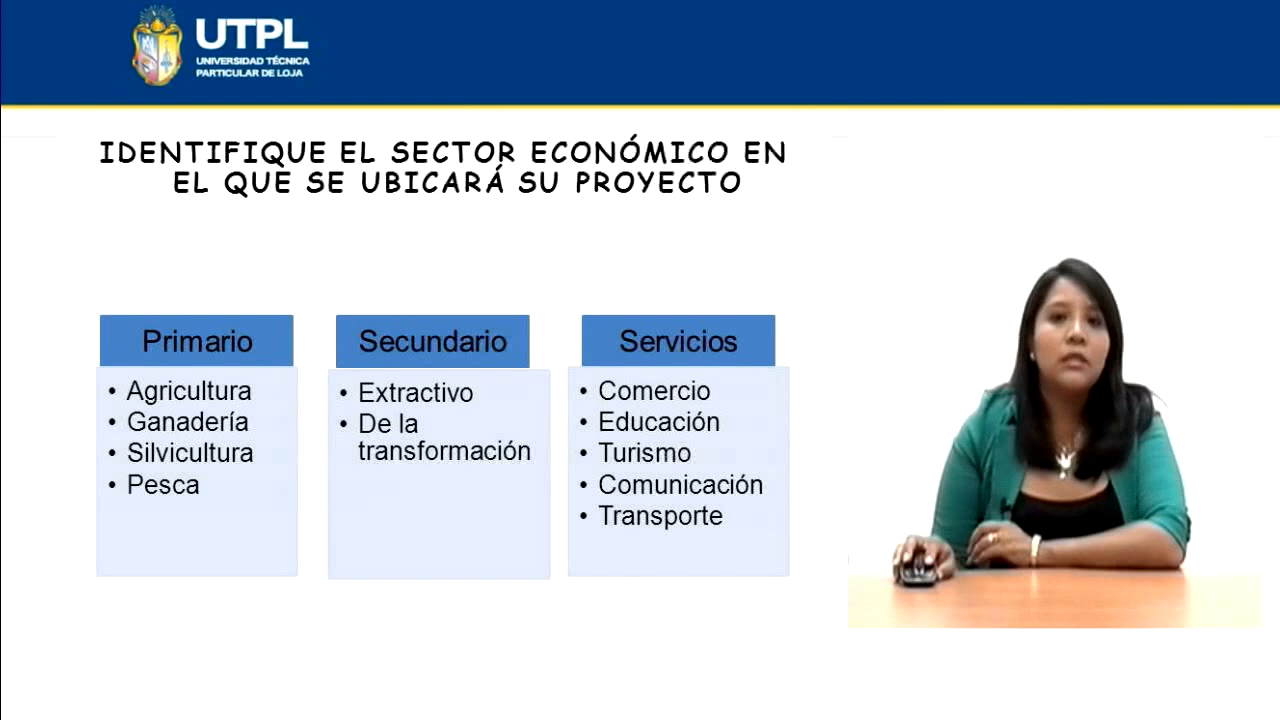 UTPL
UNIVERSIDAD TÉCNICA
PARTICULAR DE LOJA
IDENTIFIQUE EL SECTOR ECONÓMICO EN
EL QUE SE UBICARÁ SU PROYECTO
Primario
• Agricultura
• Ganadería
• Silvicultura
• Pesca
Secundario
• Extractivo
• De la
transformación
Servicios
• Comercio
• Educación
• Turismo
• Comunicación
• Transporte